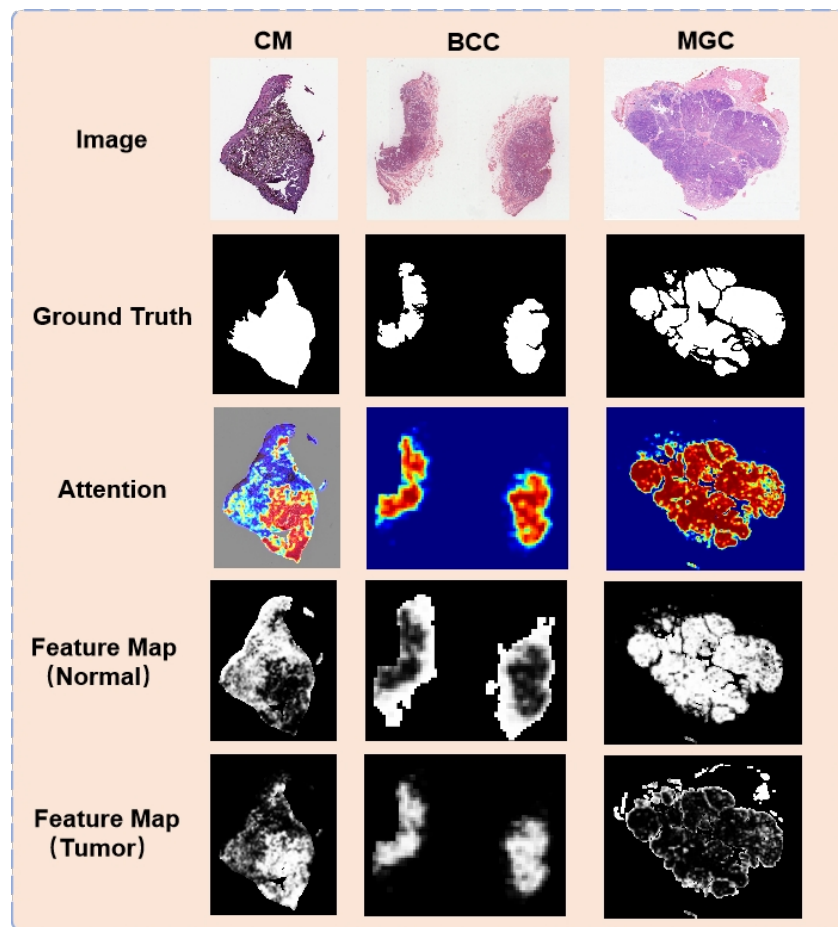 CM BCC MGC
Image
Ground Truth
Attention
Feature Map
（Normal）
Feature Map
（Tumor）